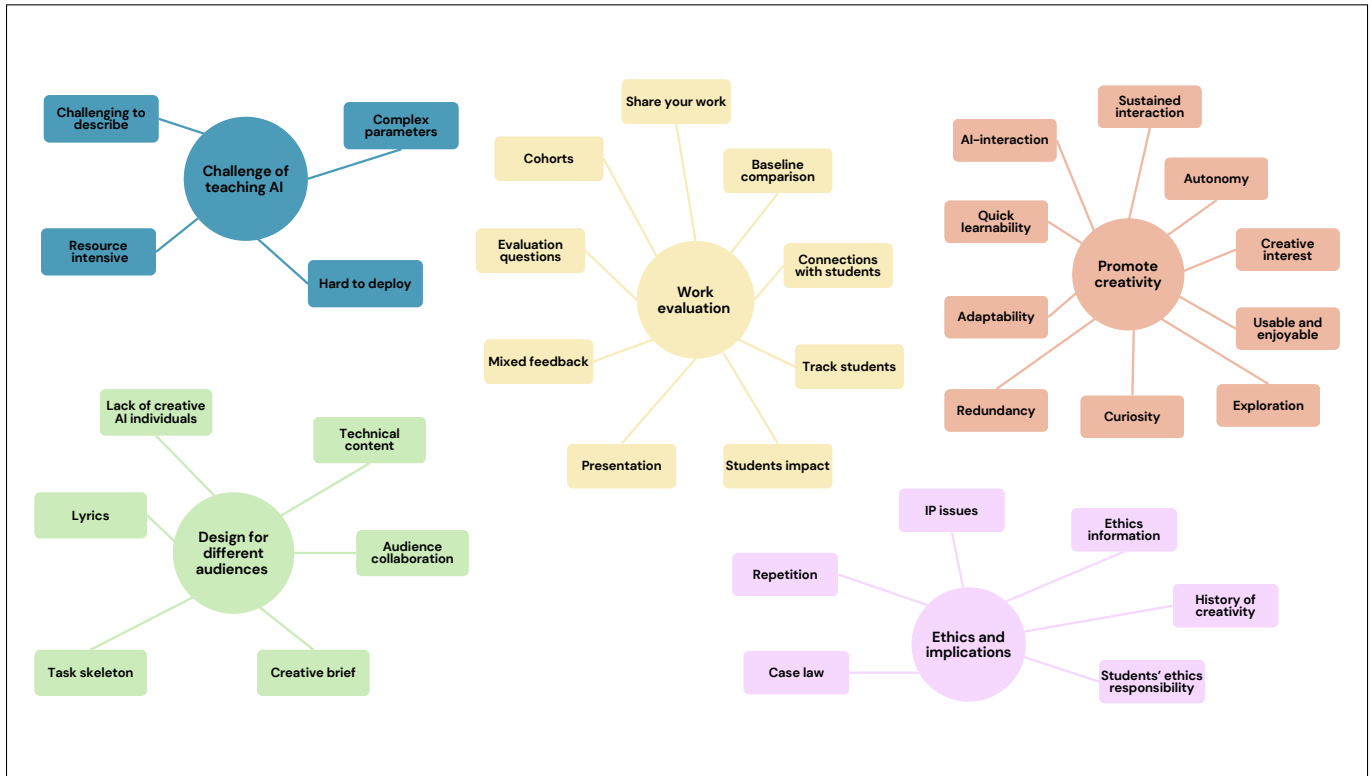 Challenging to
describe
Complex
parameters
Challenge of
teaching AI
Resource
intensive
Hard to deploy
Share your work
Cohorts
Baseline
comparison
Evaluation
questions
Connections
with students
Work
evaluation
Mixed feedback
Track students
Presentation
Students impact
Sustained
interaction
AI-interaction
Autonomy
Quick
learnability
Creative
interest
Promote
creativity
Adaptability
Usable and
enjoyable
Redundancy
Curiosity
Exploration
Lack of creative
AI individuals
Technical
content
Lyrics
Design for
different
audiences
Audience
collaboration
Task skeleton
Creative brief
IP issues
Ethics
information
Repetition
History of
creativity
Ethics and
implications
Case law
Students’ ethics
responsibility